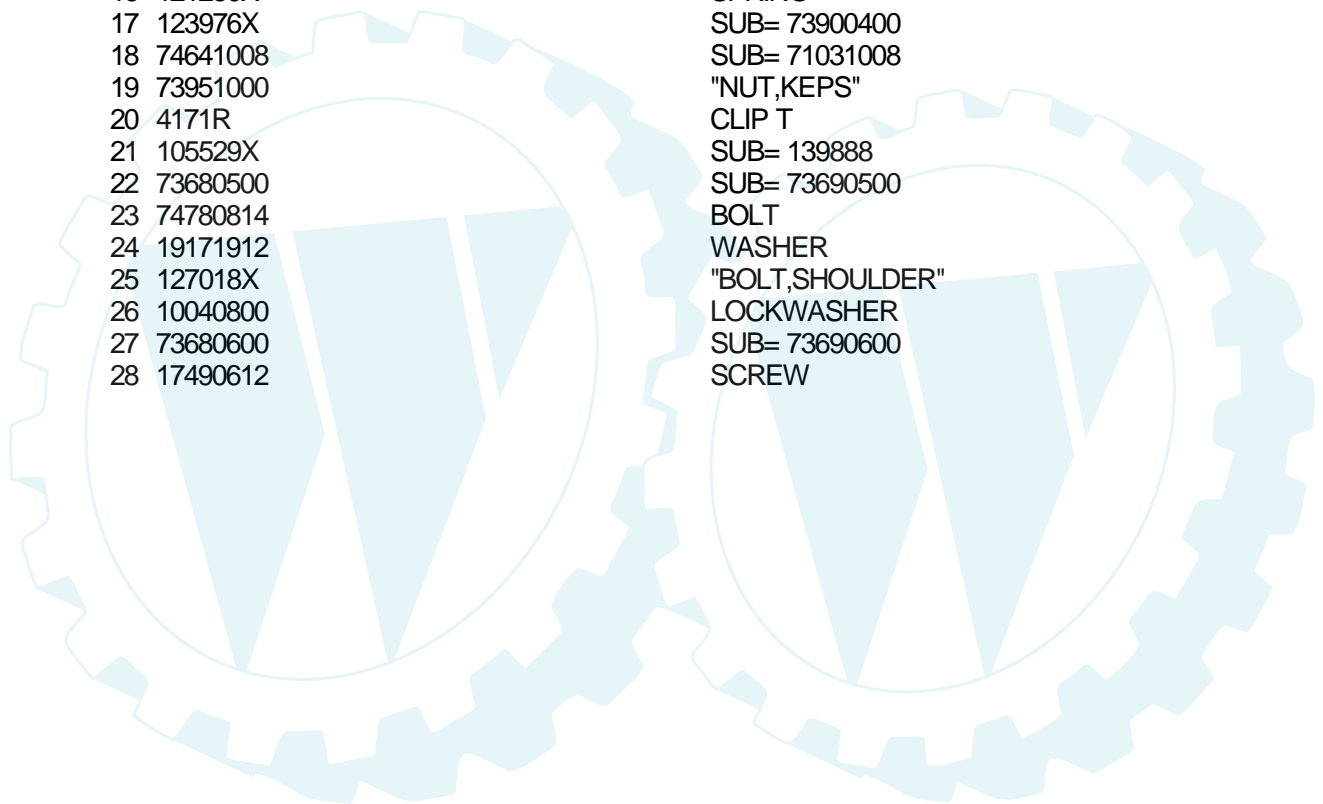 17 123976X SUB= 73900400
18 74641008 SUB= 71031008
19 73951000 "NUT,KEPS"
20 4171R CLIP T
21 105529X SUB= 139888
22 73680500 SUB= 73690500
23 74780814 BOLT
24 19171912 WASHER
25 127018X "BOLT,SHOULDER"
26 10040800 LOCKWASHER
27 73680600 SUB= 73690600
28 17490612 SCREW